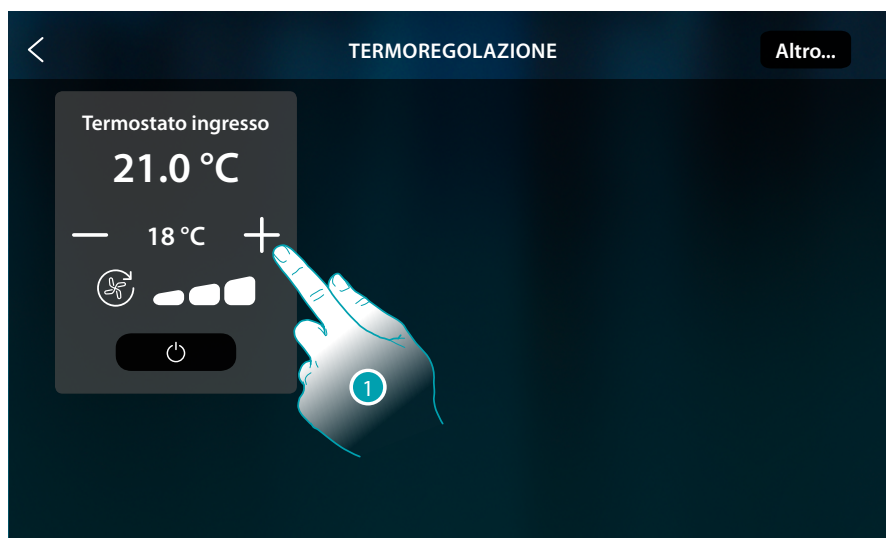 TERMOREGOLAZIONE
Altro...
Termostato ingresso
21.0 °C
18 °C
1